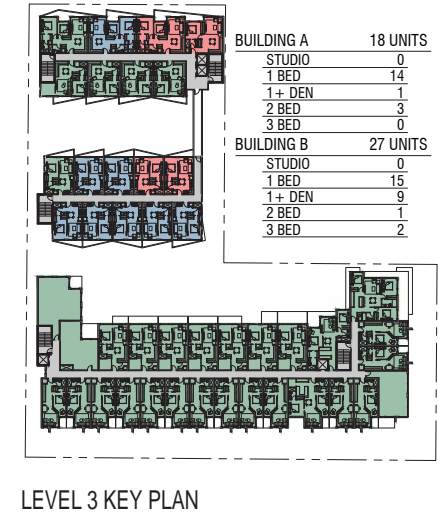 BUILDING A 18 UNITS
STUDIO 0
1 BED 14
1+ DEN 1
2 BED 3
3 BED 0
BUILDING B 27 UNITS
STUDIO 0
1 BED 15
1+ DEN 9
2 BED 1
3 BED 2
LEVEL 3 KEY PLAN